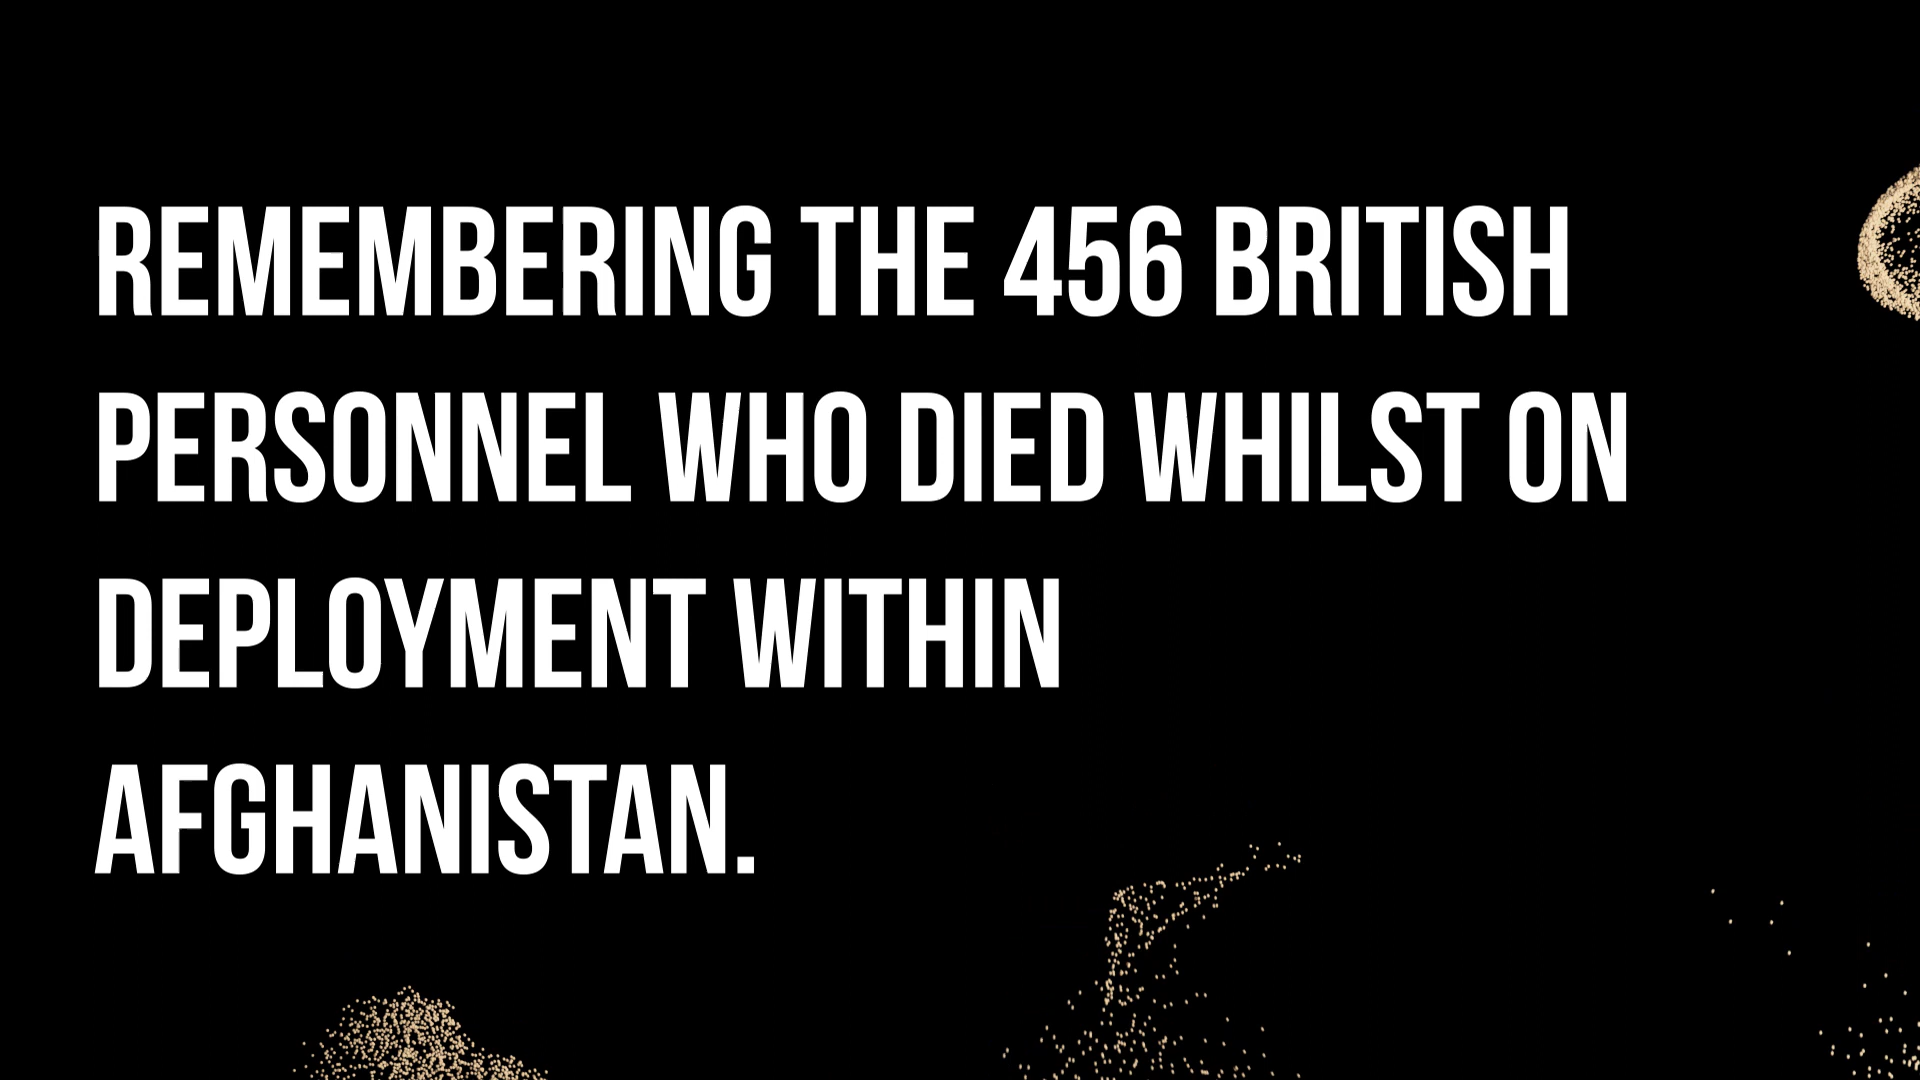 REMEMBERING THE 456 BRITISH
PERSONNEL WHO DIED WHILST ON
DEPLOYMENT WITHIN
AFGHANISTAN.